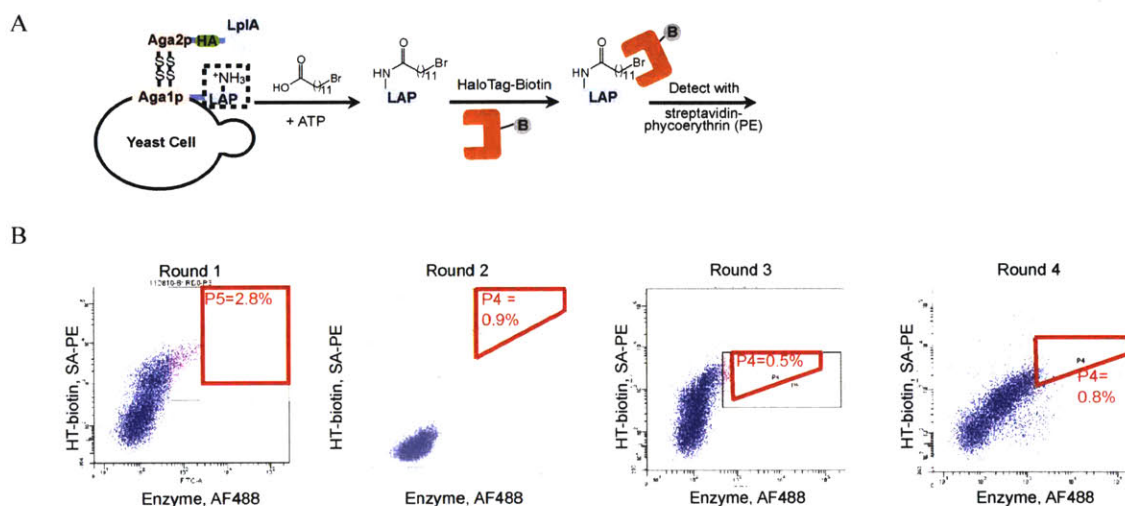 A
LplA
Aga2p HA
S S
S S
+NH3
Aga1p LAP
Yeast Cell
HO O Br
11
+ ATP
O
HN Br
11
LAP
HaloTag-Biotin
B
O
HN Br
11
LAP
B
Detect with
streptavidin-
phycoerythrin (PE)
B
Round 1
P5=2.8%
HT-biotin, SA-PE
FITC-A
Enzyme, AF488
Round 2
P4 =
0.9%
HT-biotin, SA-PE
Enzyme, AF488
Round 3
P4=0.5%
P4
HT-biotin, SA-PE
Enzyme, AF488
Round 4
P4
P4=
0.8%
HT-biotin, SA-PE
Enzyme, AF488